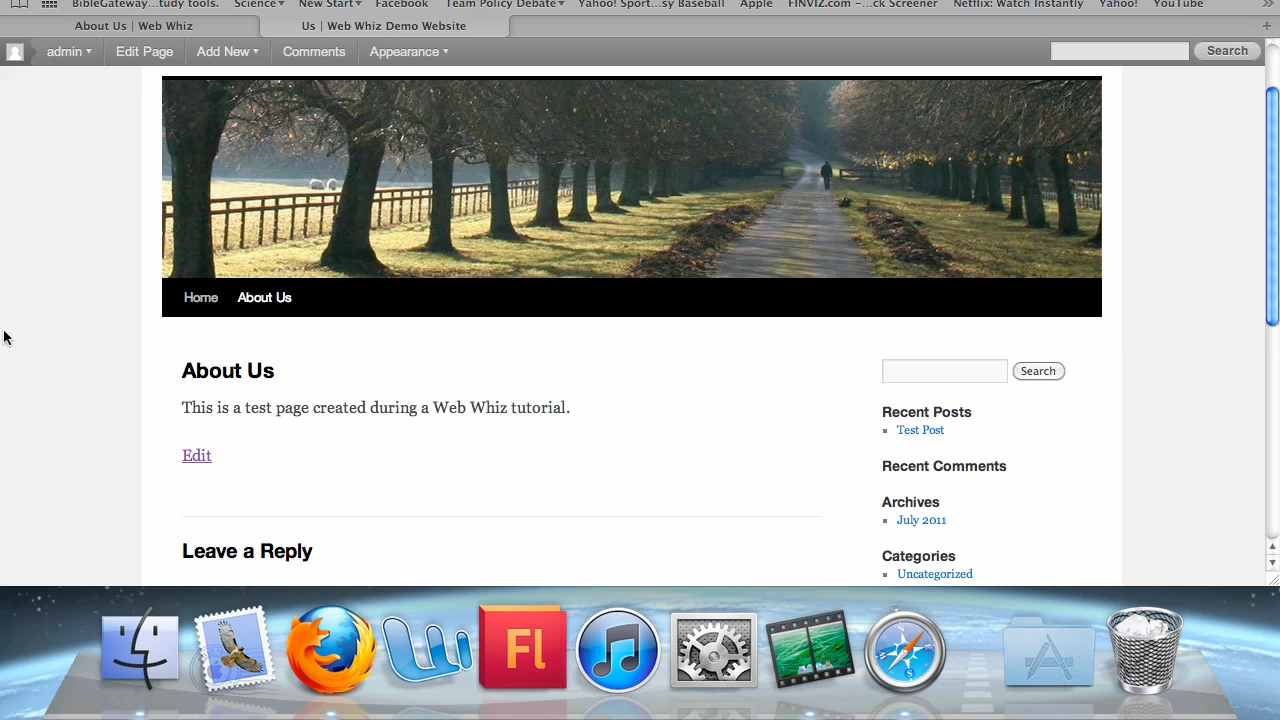 BibleGateway....tudy tools. Science New Start Facebook Team Policy Debate Yahoo! Sport...sy Baseball Apple FINVIZ.com - ...ck Screener Netflix: Watch Instantly Yahoo! YouTube
About Us | Web Whiz Us | Web Whiz Demo Website
admin Edit Page Add New Comments Appearance Search
Home About Us
About Us
Search
This is a test page created during a Web Whiz tutorial.
Recent Posts
Test Post
Edit
Recent Comments
Archives
July 2011
Leave a Reply
Categories
Uncategorized
Fl